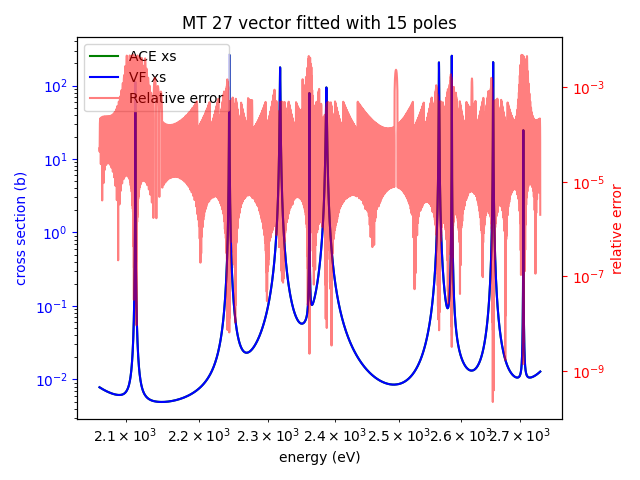 MT 27 vector fitted with 15 poles
ACE xs
VF xs
Relative error
10²
10¹
10⁰
10⁻¹
10⁻²
cross section (b)
10⁻³
10⁻⁵
10⁻⁷
10⁻⁹
relative error
2.1×10³ 2.2×10³ 2.3×10³ 2.4×10³ 2.5×10³ 2.6×10³ 2.7×10³
energy (eV)